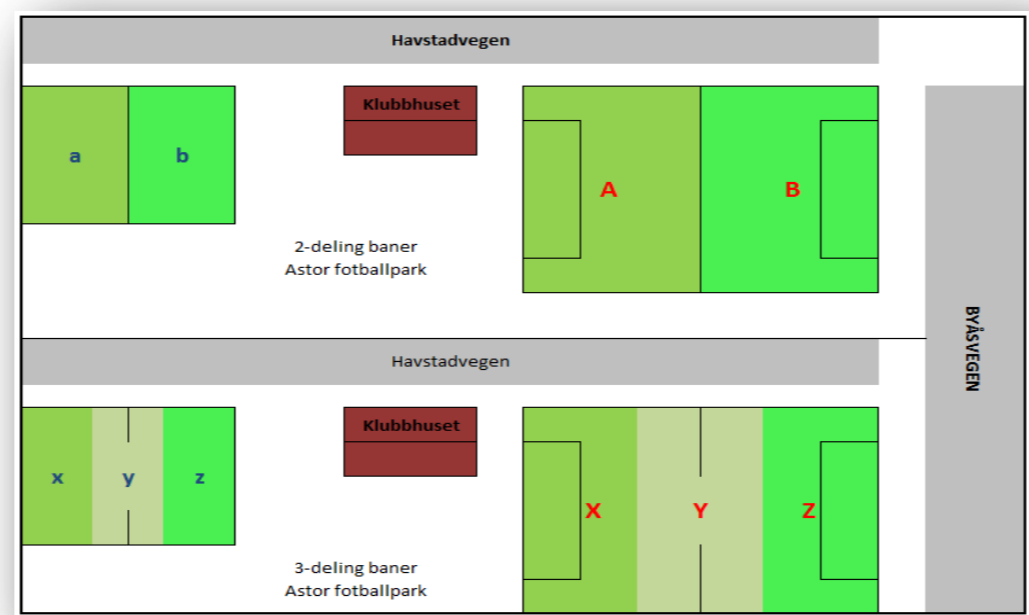 Havstadvegen
Klubbhuset
a
b
A
B
2-deling baner
Astor fotballpark
BYÅSVEGEN
Havstadvegen
Klubbhuset
x
y
z
X
Y
Z
3-deling baner
Astor fotballpark